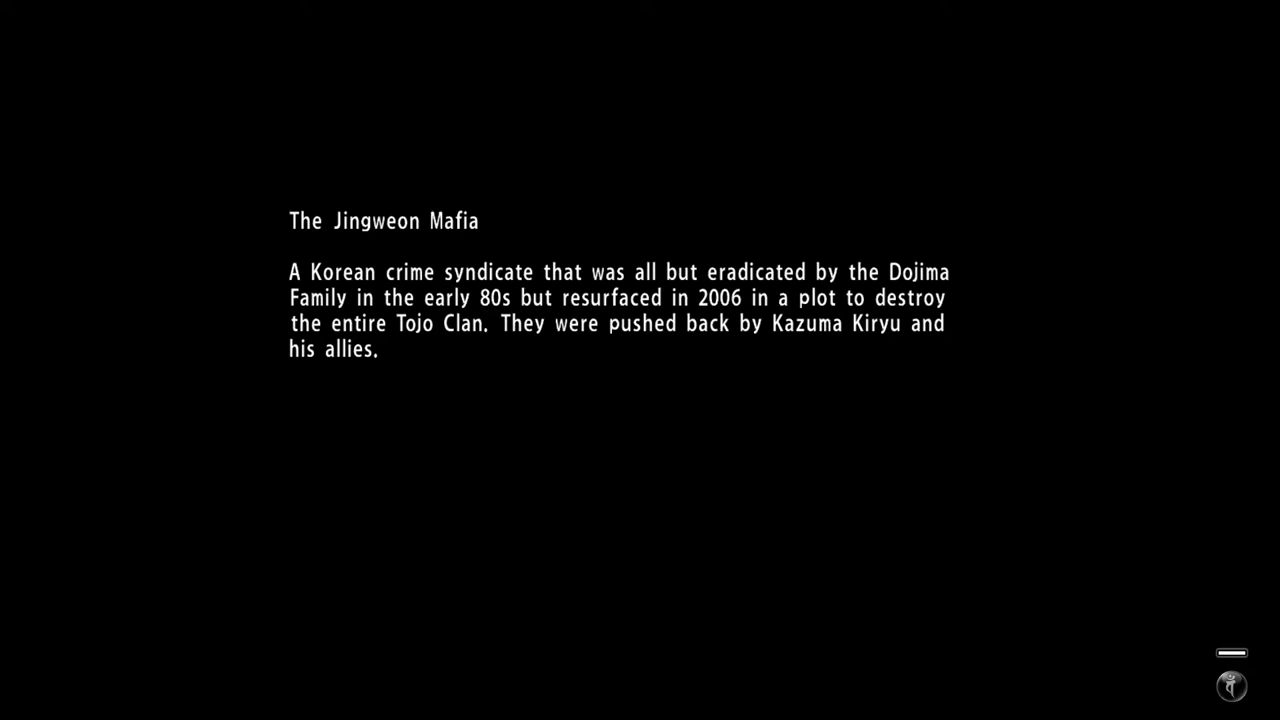 The Jingweon Mafia
A Korean crime syndicate that was all but eradicated by the Dojima
Family in the early 80s but resurfaced in 2006 in a plot to destroy
the entire Tojo Clan. They were pushed back by Kazuma Kiryu and
his allies.